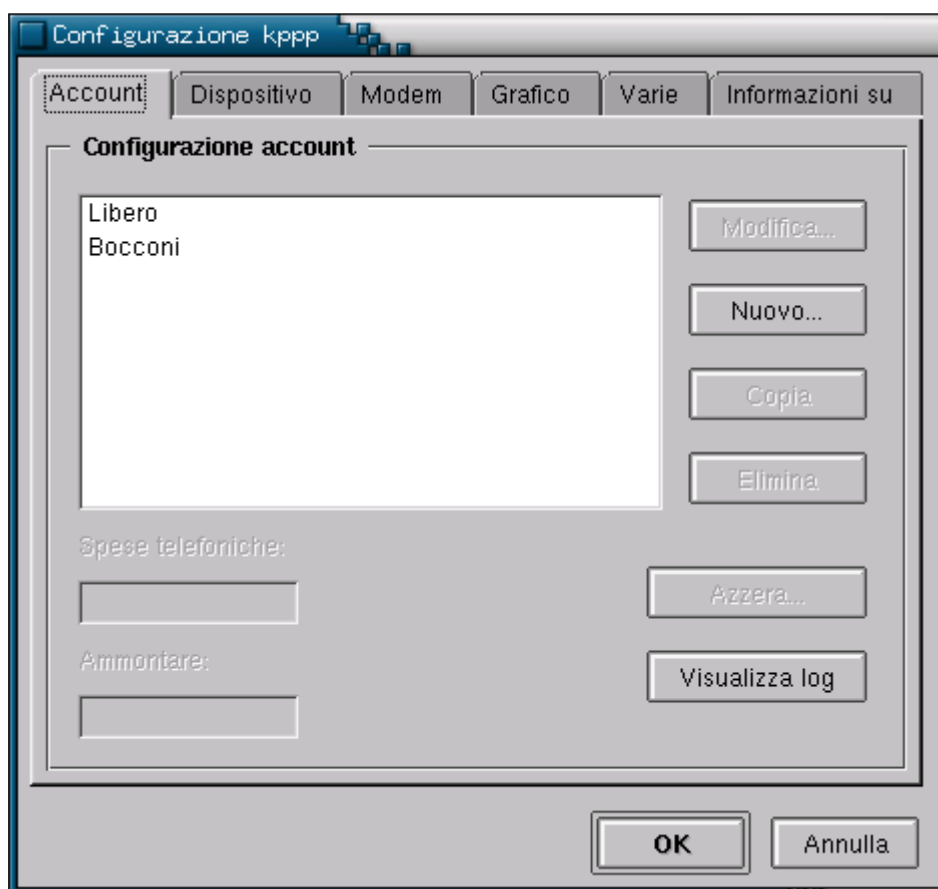 Configurazione kppp
Account Dispositivo Modem Grafico Varie Informazioni su
Configurazione account
Libero
Bocconi
Modifica...
Nuovo...
Copia
Elimina
Spese telefoniche:
Azzera...
Ammontare:
Visualizza log
OK Annulla